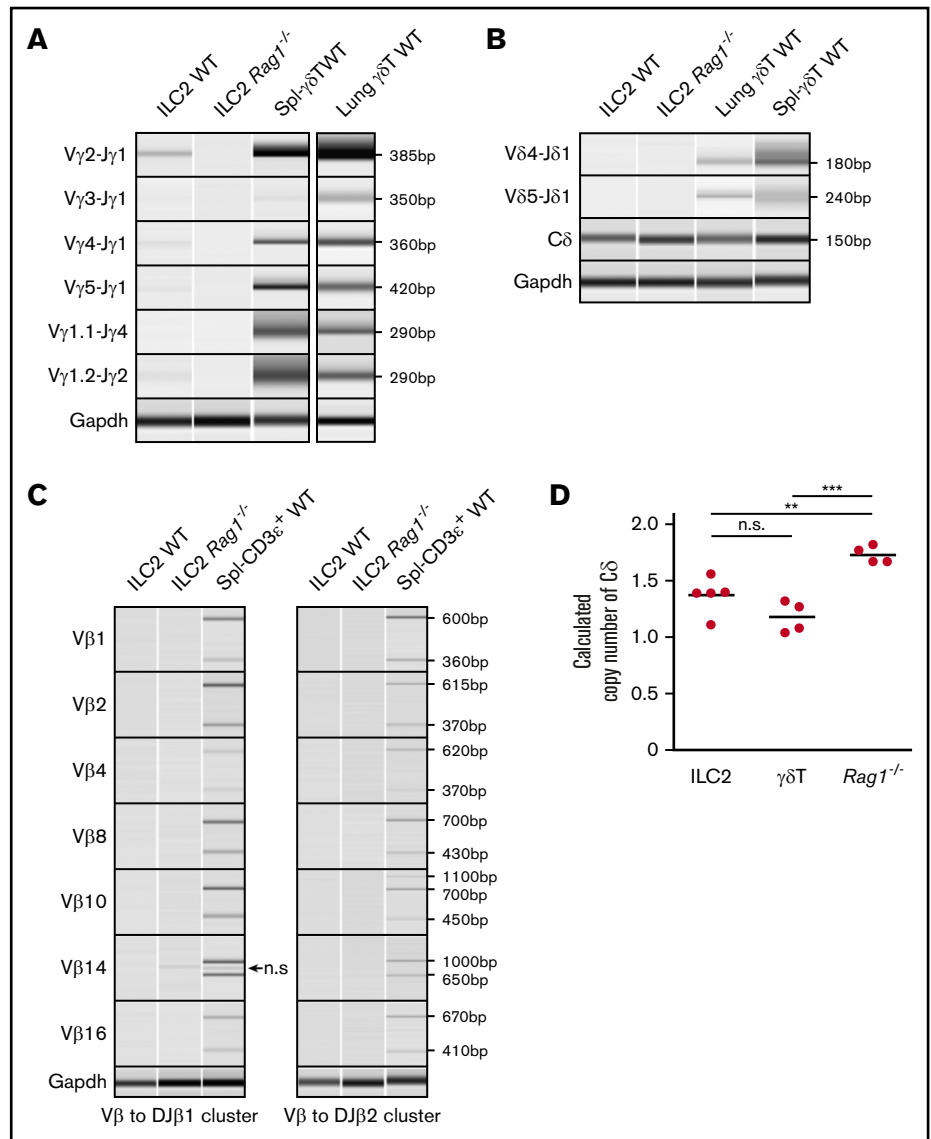 A
ILC2 WT
ILC2 Rag1-/-
Spl-γδT WT
Lung γδT WT
Vγ2-Jγ1
385bp
Vγ3-Jγ1
350bp
Vγ4-Jγ1
360bp
Vγ5-Jγ1
420bp
Vγ1.1-Jγ4
290bp
Vγ1.2-Jγ2
290bp
Gapdh
B
ILC2 WT
ILC2 Rag1-/-
Lung γδT WT
Spl-γδT WT
Vδ4-Jδ1
180bp
Vδ5-Jδ1
240bp
Cδ
150bp
Gapdh
C
ILC2 WT
ILC2 Rag1-/-
Spl-CD3ε+ WT
ILC2 WT
ILC2 Rag1-/-
Spl-CD3ε+ WT
Vβ1
600bp
360bp
Vβ2
615bp
370bp
Vβ4
620bp
370bp
Vβ8
700bp
430bp
Vβ10
1100bp
700bp
450bp
Vβ14
n.s
1000bp
650bp
Vβ16
670bp
410bp
Gapdh
Vβ to DJβ1 cluster
Vβ to DJβ2 cluster
D
***
**
n.s.
Calculated
copy number of Cδ
2.0
1.5
1.0
0.5
0
ILC2
γδT
Rag1-/-